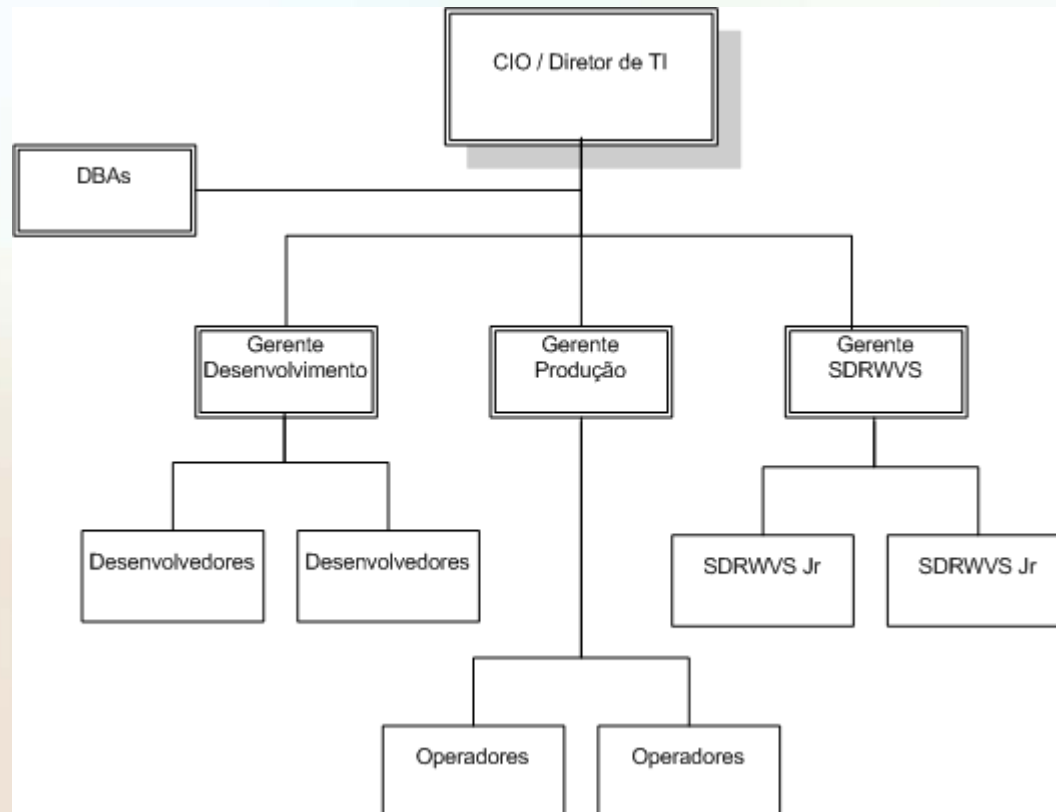 CIO / Diretor de TI
DBAs
Gerente
Desenvolvimento
Gerente
Produção
Gerente
SDRWVS
Desenvolvedores
Desenvolvedores
SDRWVS Jr
SDRWVS Jr
Operadores
Operadores